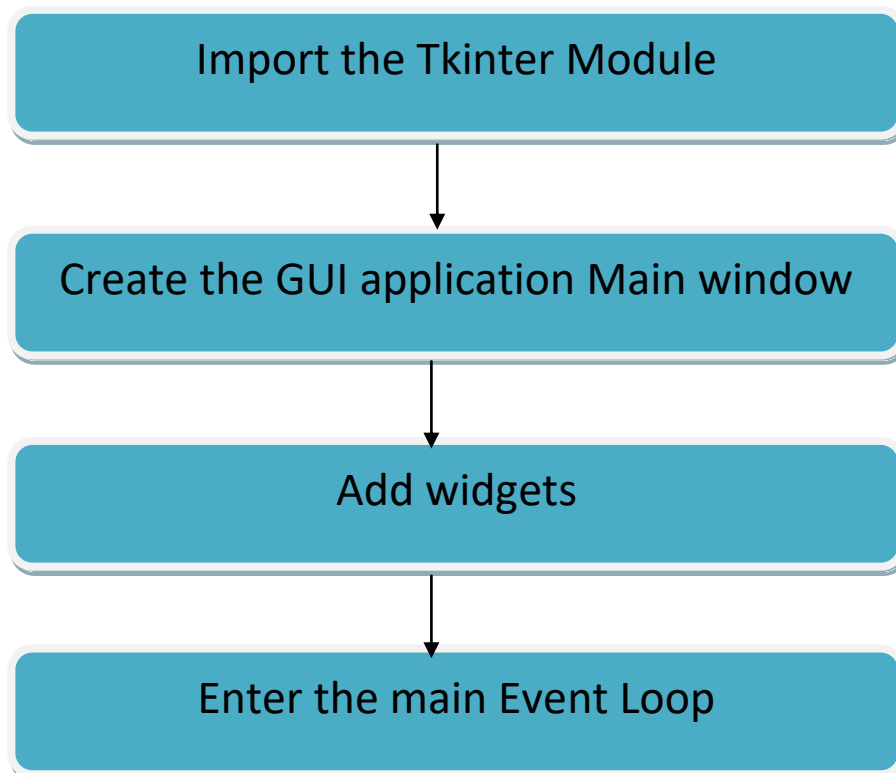 Import the Tkinter Module
Create the GUI application Main window
Add widgets
Enter the main Event Loop